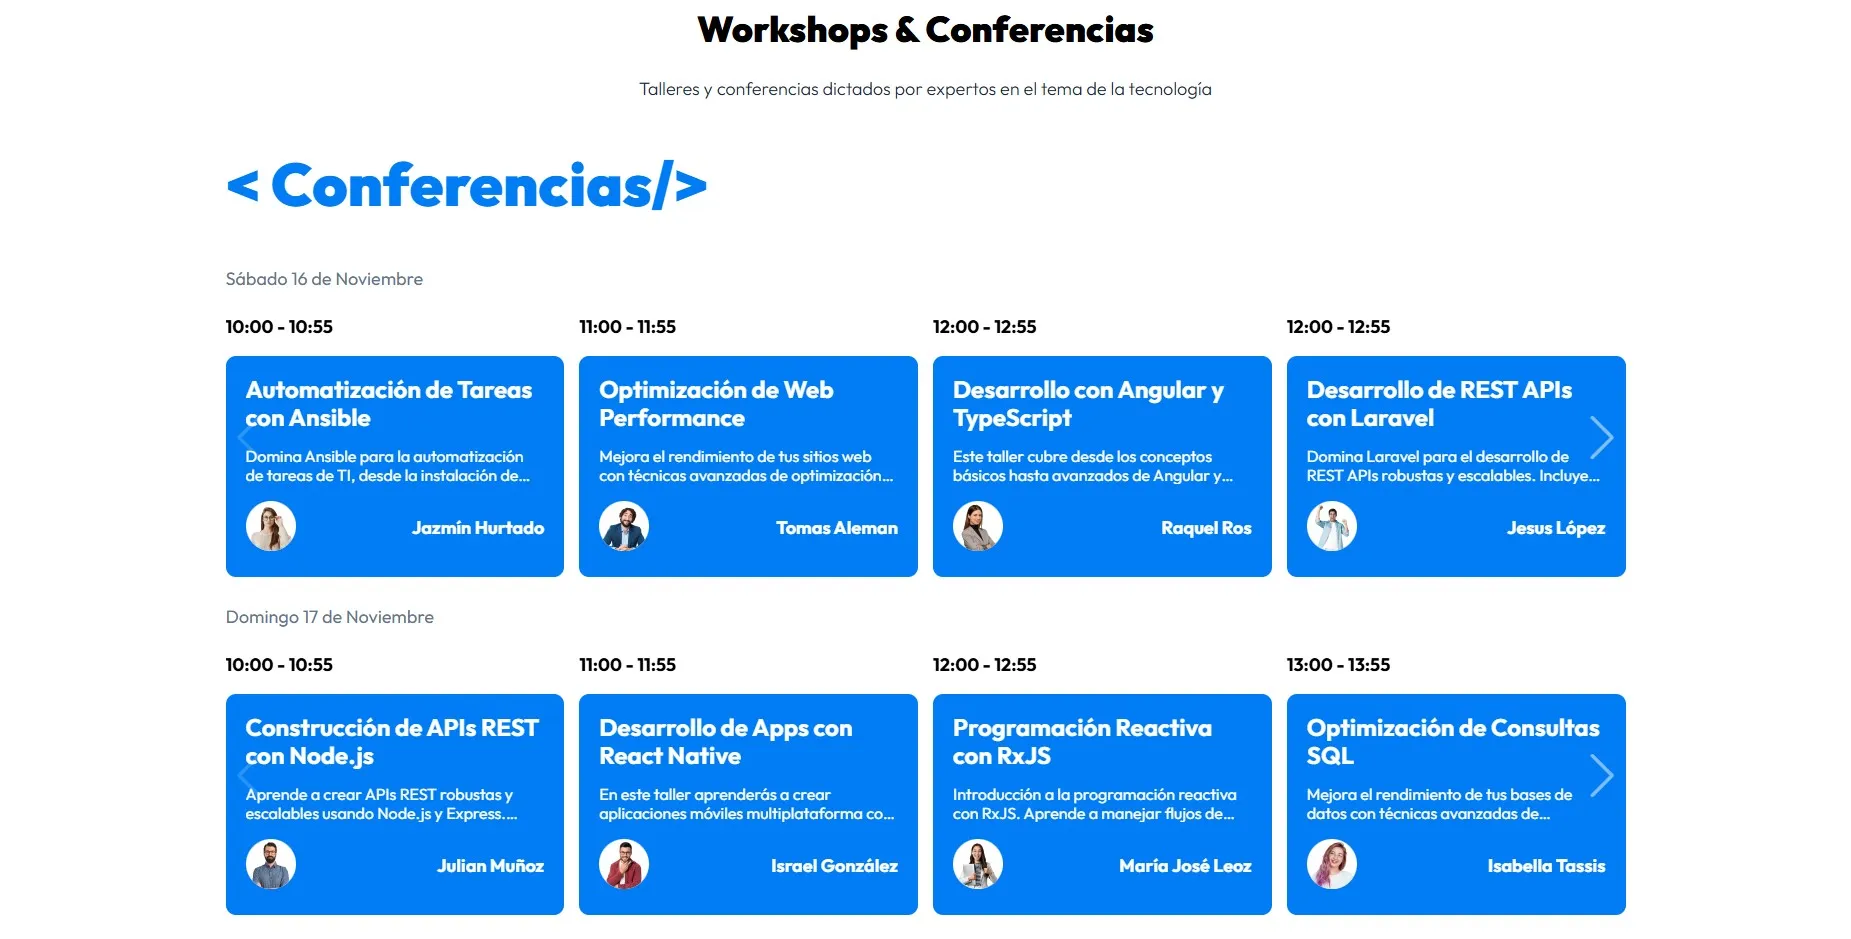 Workshops & Conferencias
Talleres y conferencias dictados por expertos en el tema de la tecnología
< Conferencias/>
Sábado 16 de Noviembre
10:00 - 10:55
Automatización de Tareas
con Ansible
Domina Ansible para la automatización
de tareas de TI, desde la instalación de...
Jazmín Hurtado
11:00 - 11:55
Optimización de Web
Performance
Mejora el rendimiento de tus sitios web
con técnicas avanzadas de optimización...
Tomas Aleman
12:00 - 12:55
Desarrollo con Angular y
TypeScript
Este taller cubre desde los conceptos
básicos hasta avanzados de Angular y...
Raquel Ros
12:00 - 12:55
Desarrollo de REST APIs
con Laravel
Domina Laravel para el desarrollo de
REST APIs robustas y escalables. Incluye...
Jesus López
Domingo 17 de Noviembre
10:00 - 10:55
Construcción de APIs REST
con Node.js
Aprende a crear APIs REST robustas y
escalables usando Node.js y Express....
Julian Muñoz
11:00 - 11:55
Desarrollo de Apps con
React Native
En este taller aprenderás a crear
aplicaciones móviles multiplataforma co...
Israel González
12:00 - 12:55
Programación Reactiva
con RxJS
Introducción a la programación reactiva
con RxJS. Aprende a manejar flujos de...
María José Leoz
13:00 - 13:55
Optimización de Consultas
SQL
Mejora el rendimiento de tus bases de
datos con técnicas avanzadas de...
Isabella Tassis